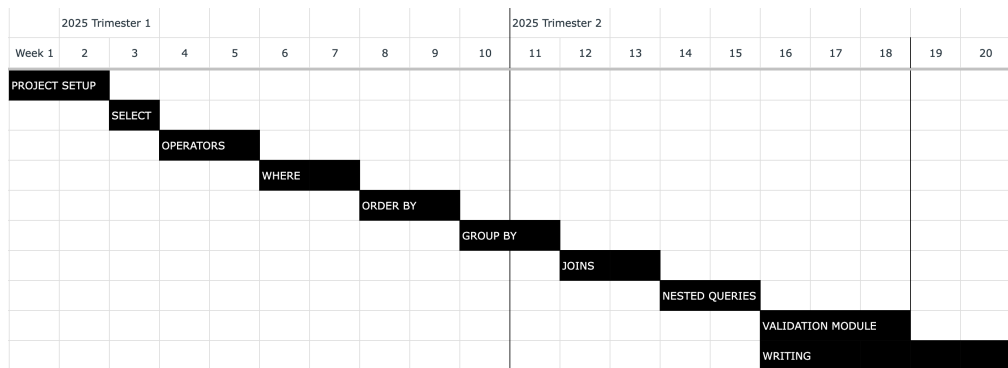 2025 Trimester 1 2025 Trimester 2
Week 1 2 3 4 5 6 7 8 9 10 11 12 13 14 15 16 17 18 19 20
PROJECT SETUP
SELECT
OPERATORS
WHERE
ORDER BY
GROUP BY
JOINS
NESTED QUERIES
VALIDATION MODULE
WRITING